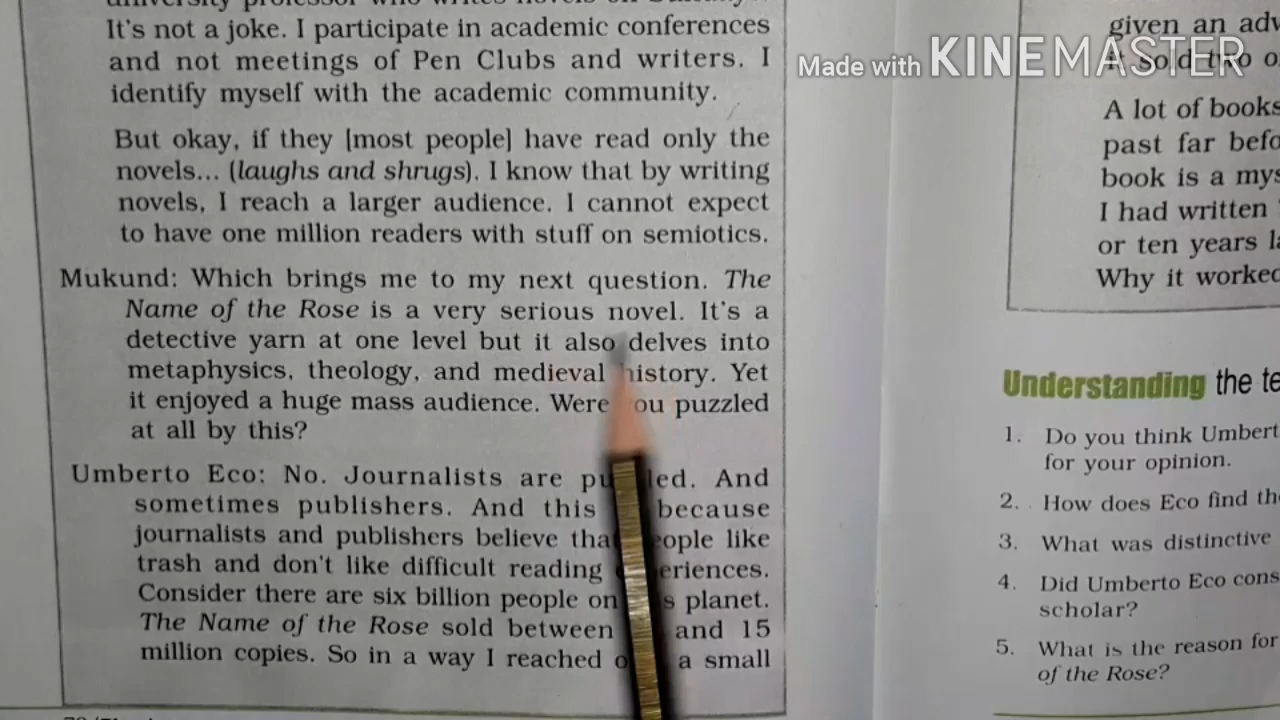 university professor who writes novels on
It's not a joke. I participate in academic conferences
and not meetings of Pen Clubs and writers. I
identify myself with the academic community.
But okay, if they [most people] have read only the
novels... (laughs and shrugs). I know that by writing
novels, I reach a larger audience. I cannot expect
to have one million readers with stuff on semiotics.
Mukund: Which brings me to my next question. The
Name of the Rose is a very serious novel. It's a
detective yarn at one level but it also delves into
metaphysics, theology, and medieval history. Yet
it enjoyed a huge mass audience. Were you puzzled
at all by this?
Umberto Eco: No. Journalists are puzzled. And
sometimes publishers. And this because
journalists and publishers believe that people like
trash and don't like difficult reading experiences.
Consider there are six billion people on this planet.
The Name of the Rose sold between and 15
million copies. So in a way I reached a small
Made with KINEMASTER
given an
it sold two
A lot of books
past far
book is a
I had written
or ten years
Why it worked
Understanding the
1. Do you think
for your opinion.
2. How does Eco find
3. What was distinctive
4. Did Umberto Eco
scholar?
5. What is the reason for
of the Rose?